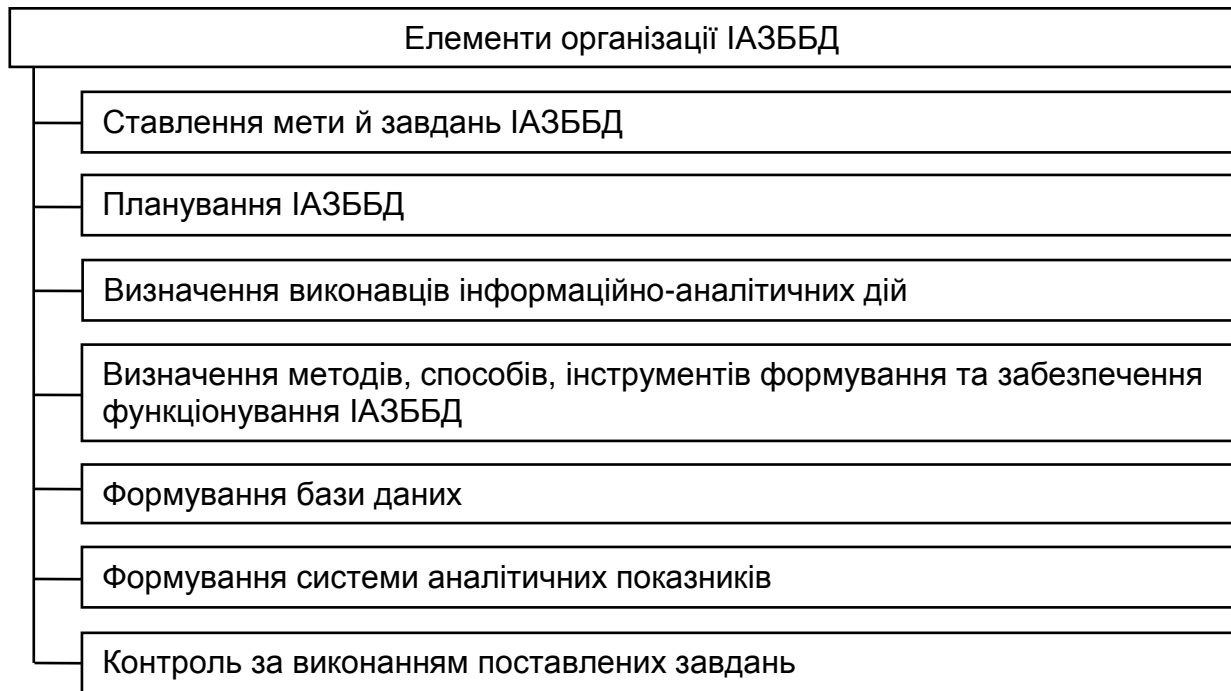 Елементи організації ІАЗББД
Ставлення мети й завдань ІАЗББД
Планування ІАЗББД
Визначення виконавців інформаційно-аналітичних дій
Визначення методів, способів, інструментів формування та забезпечення
функціонування ІАЗББД
Формування бази даних
Формування системи аналітичних показників
Контроль за виконанням поставлених завдань